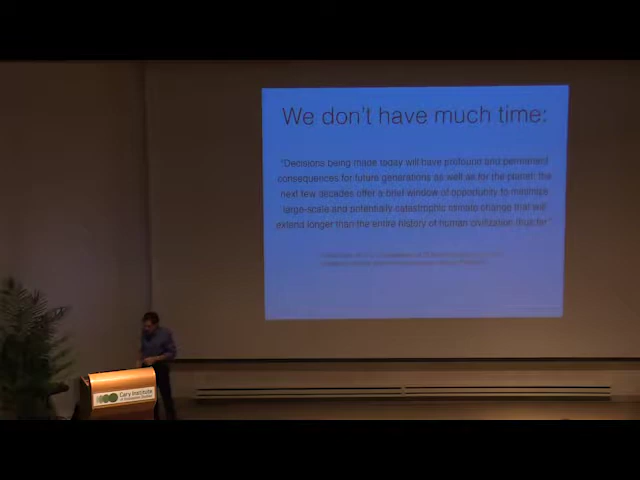 We don't have much time:
"Decisions being made today will have profound and permanent
consequences for future generations as well as for the planet: the
next few decades offer a brief window of opportunity to minimize
large-scale and potentially catastrophic climate change that will
extend longer than the entire history of human civilization thus far"
Cary Institute
of Ecosystem Studies